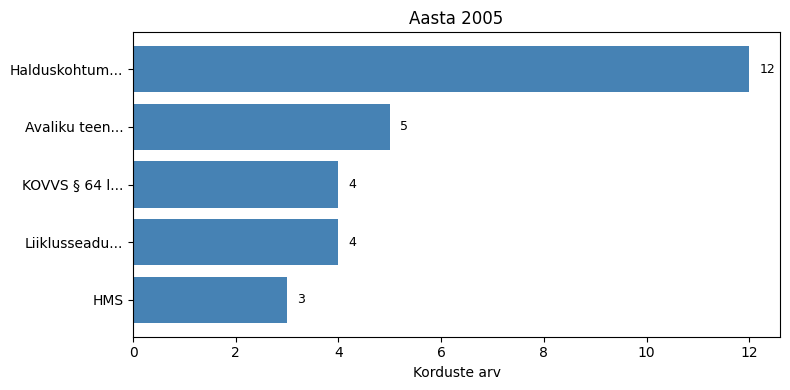 Aasta 2005
Halduskohtum...
12
Avaliku teen...
5
KOVVS § 64 l...
4
Liiklusseadu...
4
HMS
3
0 2 4 6 8 10 12
Korduste arv